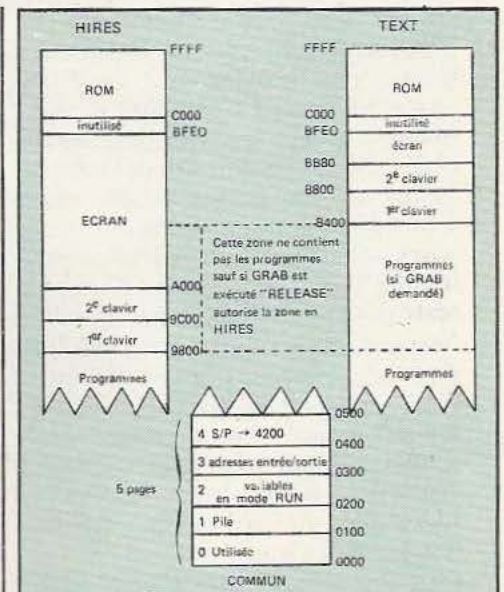 HIRES
TEXT
FFFF
FFFF
ROM
ROM
C000
C000
inutilisé
inutilisé
BFEO
BFEO
écran
BB80
2e clavier
B800
1er clavier
ECRAN
B400
Cette zone ne contient
pas les programmes
sauf si GRAB est
exécuté "RELEASE"
autorise la zone en
HIRES
Programmes
(si GRAB
demandé)
A000
2e clavier
9C00
1er clavier
9800
Programmes
Programmes
0500
4 S/P → 4200
0400
3 adresses entrée/sortie
0300
5 pages
2 variables
en mode RUN
0200
1 Pile
0100
0 Utilisée
0000
COMMUN